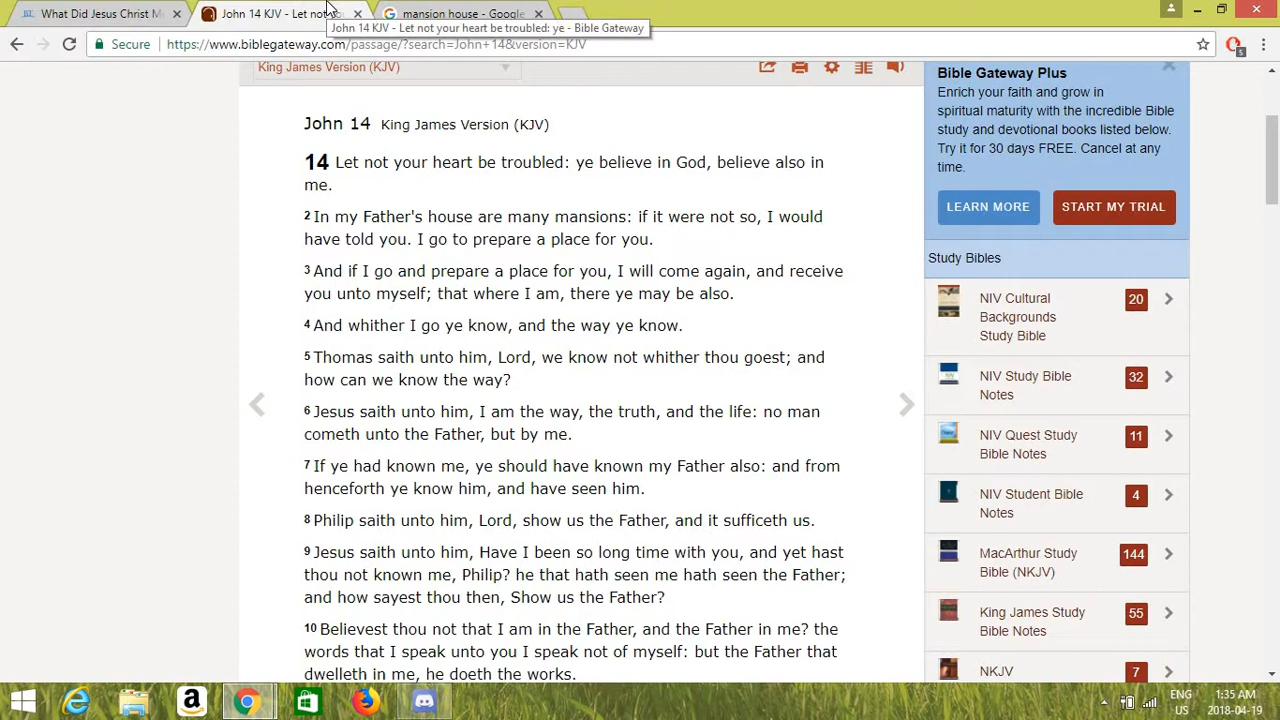 What Did Jesus Christ M
John 14 KJV - Let not yo
mansion house - Google
John 14 KJV - Let not your heart be troubled: ye - Bible Gateway
Secure
https://www.biblegateway.com/passage/?search=John+14&version=KJV
5
King James Version (KJV)
John 14 King James Version (KJV)
14 Let not your heart be troubled: ye believe in God, believe also in
me.
2 In my Father's house are many mansions: if it were not so, I would
have told you. I go to prepare a place for you.
3 And if I go and prepare a place for you, I will come again, and receive
you unto myself; that where I am, there ye may be also.
4 And whither I go ye know, and the way ye know.
5 Thomas saith unto him, Lord, we know not whither thou goest; and
how can we know the way?
6 Jesus saith unto him, I am the way, the truth, and the life: no man
cometh unto the Father, but by me.
7 If ye had known me, ye should have known my Father also: and from
henceforth ye know him, and have seen him.
8 Philip saith unto him, Lord, show us the Father, and it sufficeth us.
9 Jesus saith unto him, Have I been so long time with you, and yet hast
thou not known me, Philip? he that hath seen me hath seen the Father;
and how sayest thou then, Show us the Father?
10 Believest thou not that I am in the Father, and the Father in me? the
words that I speak unto you I speak not of myself: but the Father that
dwelleth in me, he doeth the works.
Bible Gateway Plus
Enrich your faith and grow in
spiritual maturity with the incredible Bible
study and devotional books listed below.
Try it for 30 days FREE. Cancel at any
time.
LEARN MORE
START MY TRIAL
Study Bibles
NIV Cultural
Backgrounds
Study Bible
20
NIV Study Bible
Notes
32
NIV Quest Study
Bible Notes
11
NIV Student Bible
Notes
4
MacArthur Study
Bible (NKJV)
144
King James Study
Bible Notes
55
NKJV
7
ENG
US
1:35 AM
2018-04-19